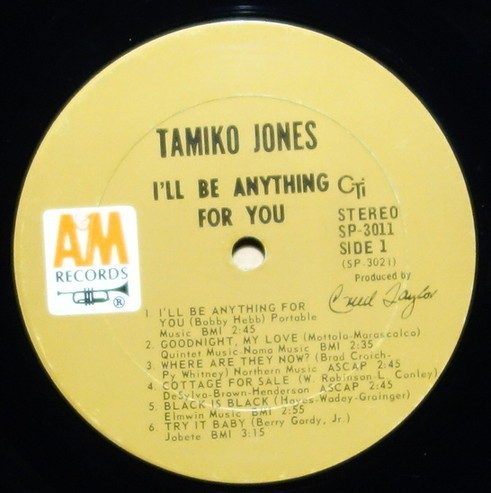 TAMIKO JONES
I'LL BE ANYTHING
FOR YOU
CTi
STEREO
SP-3011
SIDE 1
(SP-3021)
Produced by
Creed Taylor
A&M
RECORDS
®
1. I'LL BE ANYTHING FOR
YOU (Bobby Hebb) Portable
Music BMI 2:45
2. GOODNIGHT, MY LOVE (Mottola-Marascalco)
Quintet Music-Noma Music BMI 2:35
3. WHERE ARE THEY NOW? (Brad Craich-
Py Whitney) Northern Music ASCAP 2:45
4. COTTAGE FOR SALE (W. Robinson-L. Conley)
DeSylva-Brown-Henderson ASCAP 2:45
5. BLACK IS BLACK (Hayes-Wadey-Grainger)
Elmwin Music BMI 2:55
6. TRY IT BABY (Berry Gordy, Jr.)
Jobete BMI 3:15